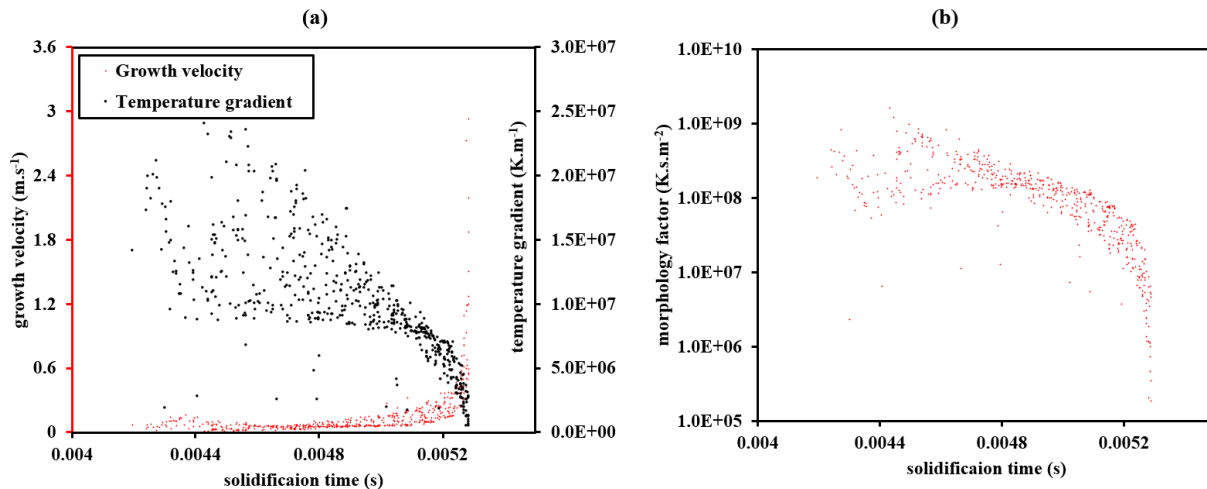 (a)
3.6
3
2.4
1.8
1.2
0.6
0
growth velocity (m.s-1)
Growth velocity
Temperature gradient
3.0E+07
2.5E+07
2.0E+07
1.5E+07
1.0E+07
5.0E+06
0.0E+00
temperature gradient (K.m-1)
0.004 0.0044 0.0048 0.0052
solidificaion time (s)
(b)
1.0E+10
1.0E+09
1.0E+08
1.0E+07
1.0E+06
1.0E+05
morphology factor (K.s.m-2)
0.004 0.0044 0.0048 0.0052
solidificaion time (s)